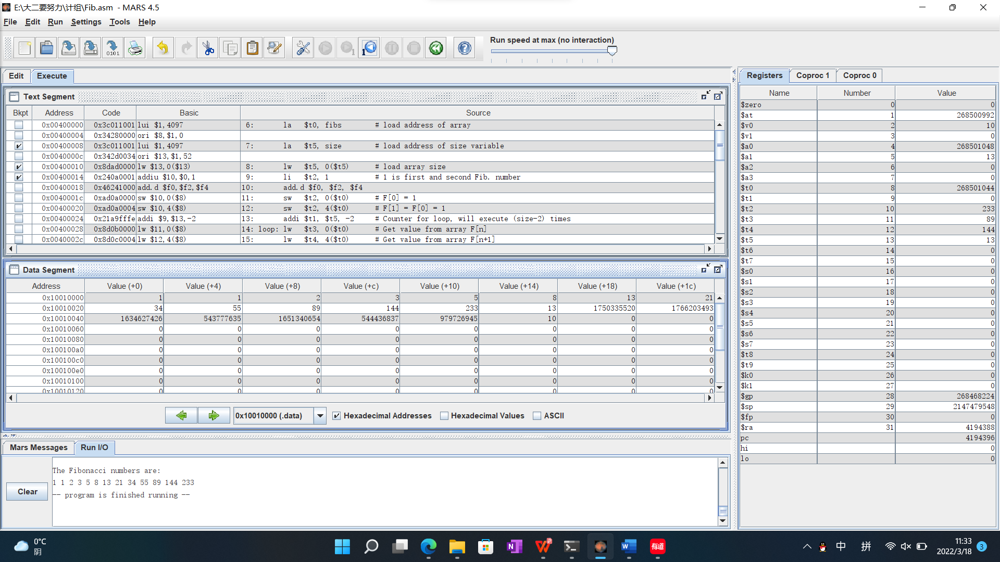 E:\大二要努力\计组\Fib.asm - MARS 4.5
File Edit Run Settings Tools Help
Run speed at max (no interaction)
Edit Execute
Text Segment
Bkpt Address Code Basic Source
0x00400000 0x3c011001 lui $1,4097 6: la $t0, fibs # load address of array
0x00400004 0x34280000 ori $8,$1,0
0x00400008 0x3c011001 lui $1,4097 7: la $t5, size # load address of size variable
0x0040000c 0x342d0034 ori $13,$1,52
0x00400010 0x8dad0000 lw $13,0($13) 8: lw $t5, 0($t5) # load array size
0x00400014 0x240a0001 addiu $10,$0,1 9: li $t2, 1 # 1 is first and second Fib. number
0x00400018 0x46241000 add.d $f0,$f2,$f4 10: add.d $f0, $f2, $f4
0x0040001c 0xad0a0000 sw $10,0($8) 11: sw $t2, 0($t0) # F[0] = 1
0x00400020 0xad0a0004 sw $10,4($8) 12: sw $t2, 4($t0) # F[1] = F[0] = 1
0x00400024 0x21a9fffe addi $9,$13,-2 13: addi $t1, $t5, -2 # Counter for loop, will execute (size-2) times
0x00400028 0x8d0b0000 lw $11,0($8) 14: loop: lw $t3, 0($t0) # Get value from array F[n]
0x0040002c 0x8d0c0004 lw $12,4($8) 15: lw $t4, 4($t0) # Get value from array F[n+1]
Data Segment
Address Value (+0) Value (+4) Value (+8) Value (+c) Value (+10) Value (+14) Value (+18) Value (+1c)
0x10010000 1 1 2 3 5 8 13 21
0x10010020 34 55 89 144 233 13 1750335520 1766203493
0x10010040 1634627426 543777635 1651340654 544436837 979726945 10 0 0
0x10010060 0 0 0 0 0 0 0 0
0x10010080 0 0 0 0 0 0 0 0
0x100100a0 0 0 0 0 0 0 0 0
0x100100c0 0 0 0 0 0 0 0 0
0x100100e0 0 0 0 0 0 0 0 0
0x10010100 0 0 0 0 0 0 0 0
0x10010120 0 0 0 0 0 0 0 0
0x10010000 (.data) Hexadecimal Addresses Hexadecimal Values ASCII
Mars Messages Run I/O
The Fibonacci numbers are:
1 1 2 3 5 8 13 21 34 55 89 144 233
-- program is finished running --
Clear
Registers Coproc 1 Coproc 0
Name Number Value
$zero 0 0
$at 1 268500992
$v0 2 10
$v1 3 0
$a0 4 268501048
$a1 5 13
$a2 6 0
$a3 7 0
$t0 8 268501044
$t1 9 0
$t2 10 233
$t3 11 89
$t4 12 144
$t5 13 13
$t6 14 0
$t7 15 0
$s0 16 0
$s1 17 0
$s2 18 0
$s3 19 0
$s4 20 0
$s5 21 0
$s6 22 0
$s7 23 0
$t8 24 0
$t9 25 0
$k0 26 0
$k1 27 0
$gp 28 268468224
$sp 29 2147479548
$fp 30 0
$ra 31 4194388
pc 4194396
hi 0
lo 0
0°C
阴
有道
中
拼
11:33
2022/3/18
3